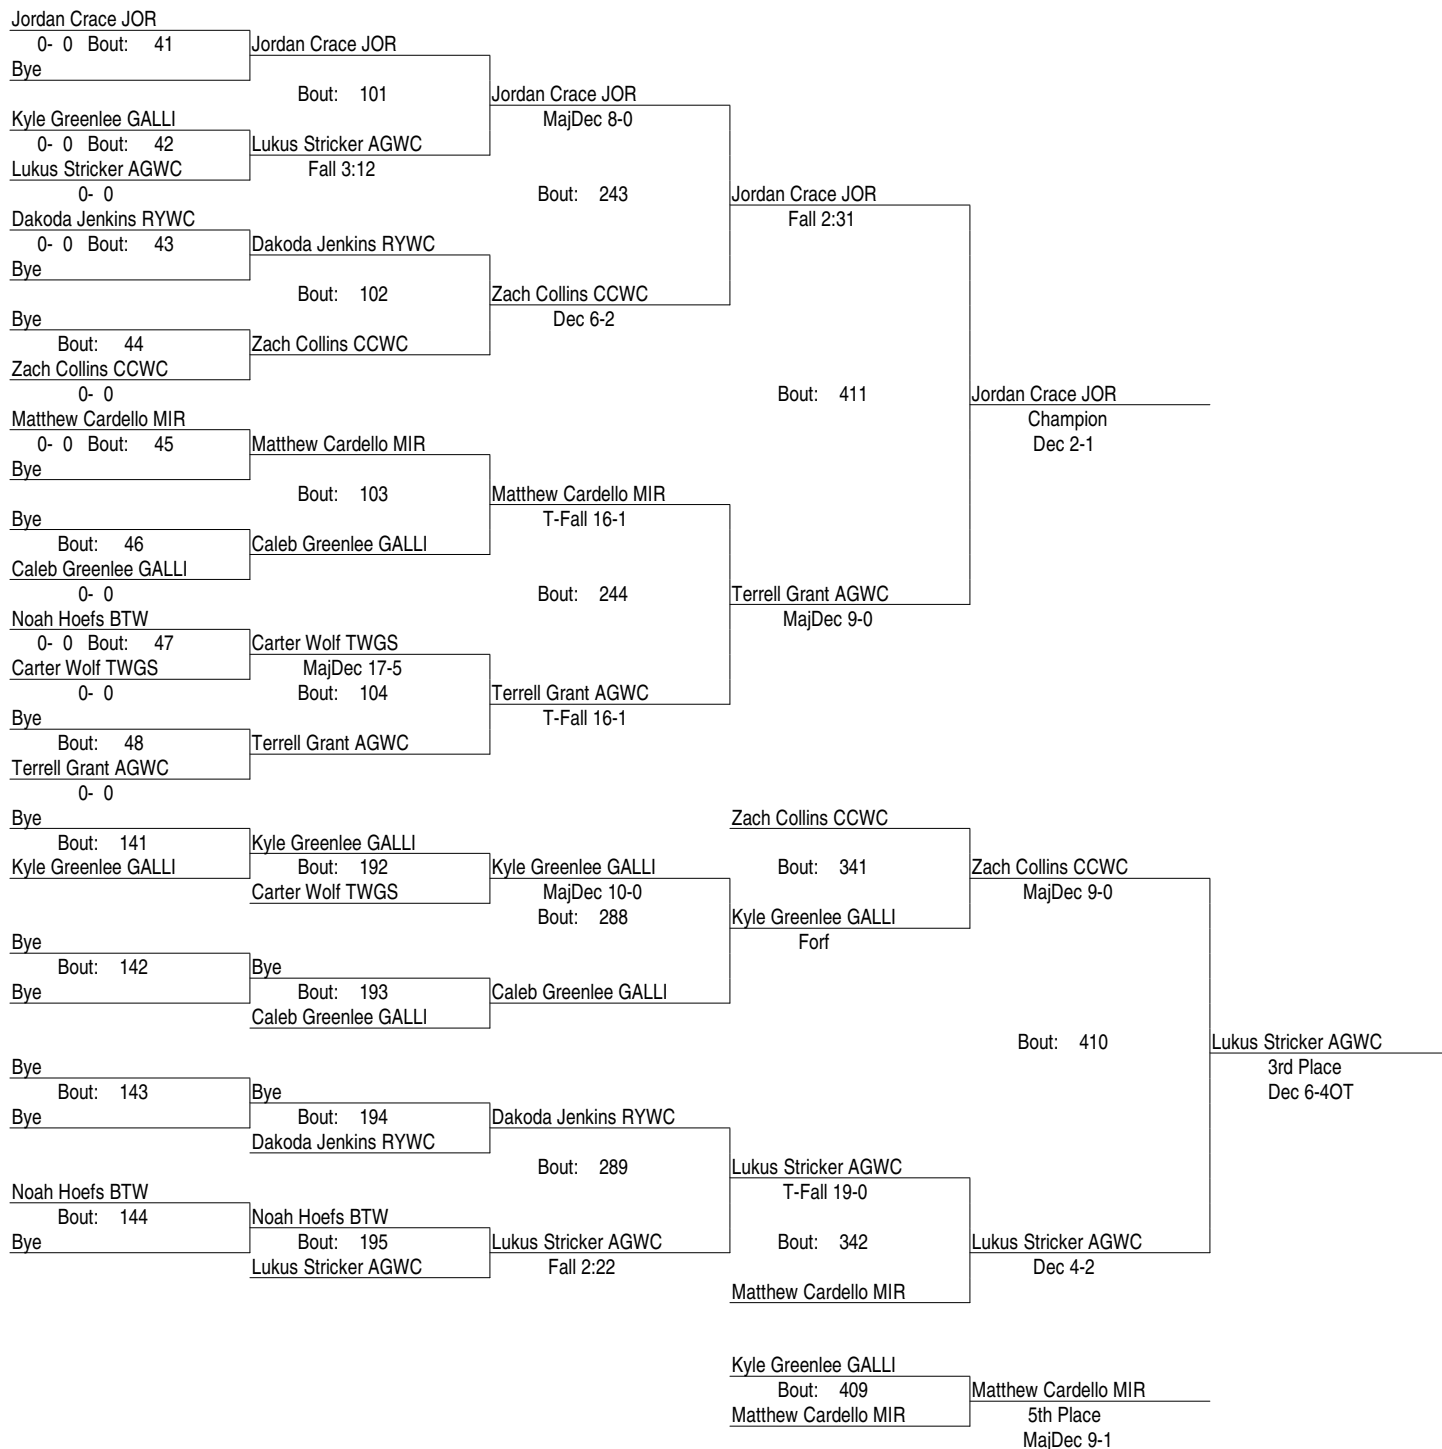 Jordan Crace JOR
0- 0 Bout: 41 Jordan Crace JOR
Bye
Bout: 101 Jordan Crace JOR
Kyle Greenlee GALLI MajDec 8-0
0- 0 Bout: 42 Lukus Stricker AGWC
Lukus Stricker AGWC Fall 3:12
0- 0 Bout: 243 Jordan Crace JOR
Dakoda Jenkins RYWC Fall 2:31
0- 0 Bout: 43 Dakoda Jenkins RYWC
Bye
Bout: 102 Zach Collins CCWC
Bye Dec 6-2
Bout: 44 Zach Collins CCWC
Zach Collins CCWC
0- 0 Bout: 411 Jordan Crace JOR
Matthew Cardello MIR Champion
0- 0 Bout: 45 Matthew Cardello MIR Dec 2-1
Bye
Bout: 103 Matthew Cardello MIR
Bye T-Fall 16-1
Bout: 46 Caleb Greenlee GALLI
Caleb Greenlee GALLI
0- 0 Bout: 244 Terrell Grant AGWC
Noah Hoefs BTW MajDec 9-0
0- 0 Bout: 47 Carter Wolf TWGS
Carter Wolf TWGS MajDec 17-5
0- 0 Bout: 104 Terrell Grant AGWC
Bye T-Fall 16-1
Bout: 48 Terrell Grant AGWC
Terrell Grant AGWC
0- 0
Bye Zach Collins CCWC
Bout: 141 Kyle Greenlee GALLI
Kyle Greenlee GALLI Bout: 192 Kyle Greenlee GALLI Bout: 341 Zach Collins CCWC
Carter Wolf TWGS MajDec 10-0 MajDec 9-0
Bout: 288 Kyle Greenlee GALLI
Bye Forf
Bout: 142 Bye
Bye Bout: 193 Caleb Greenlee GALLI
Caleb Greenlee GALLI
Bout: 410 Lukus Stricker AGWC
Bye 3rd Place
Bout: 143 Bye Dec 6-4OT
Bye Bout: 194 Dakoda Jenkins RYWC
Dakoda Jenkins RYWC
Bout: 289 Lukus Stricker AGWC
Noah Hoefs BTW T-Fall 19-0
Bout: 144 Noah Hoefs BTW
Bye Bout: 195 Lukus Stricker AGWC Bout: 342 Lukus Stricker AGWC
Lukus Stricker AGWC Fall 2:22 Dec 4-2
Matthew Cardello MIR
Kyle Greenlee GALLI
Bout: 409 Matthew Cardello MIR
Matthew Cardello MIR 5th Place
MajDec 9-1